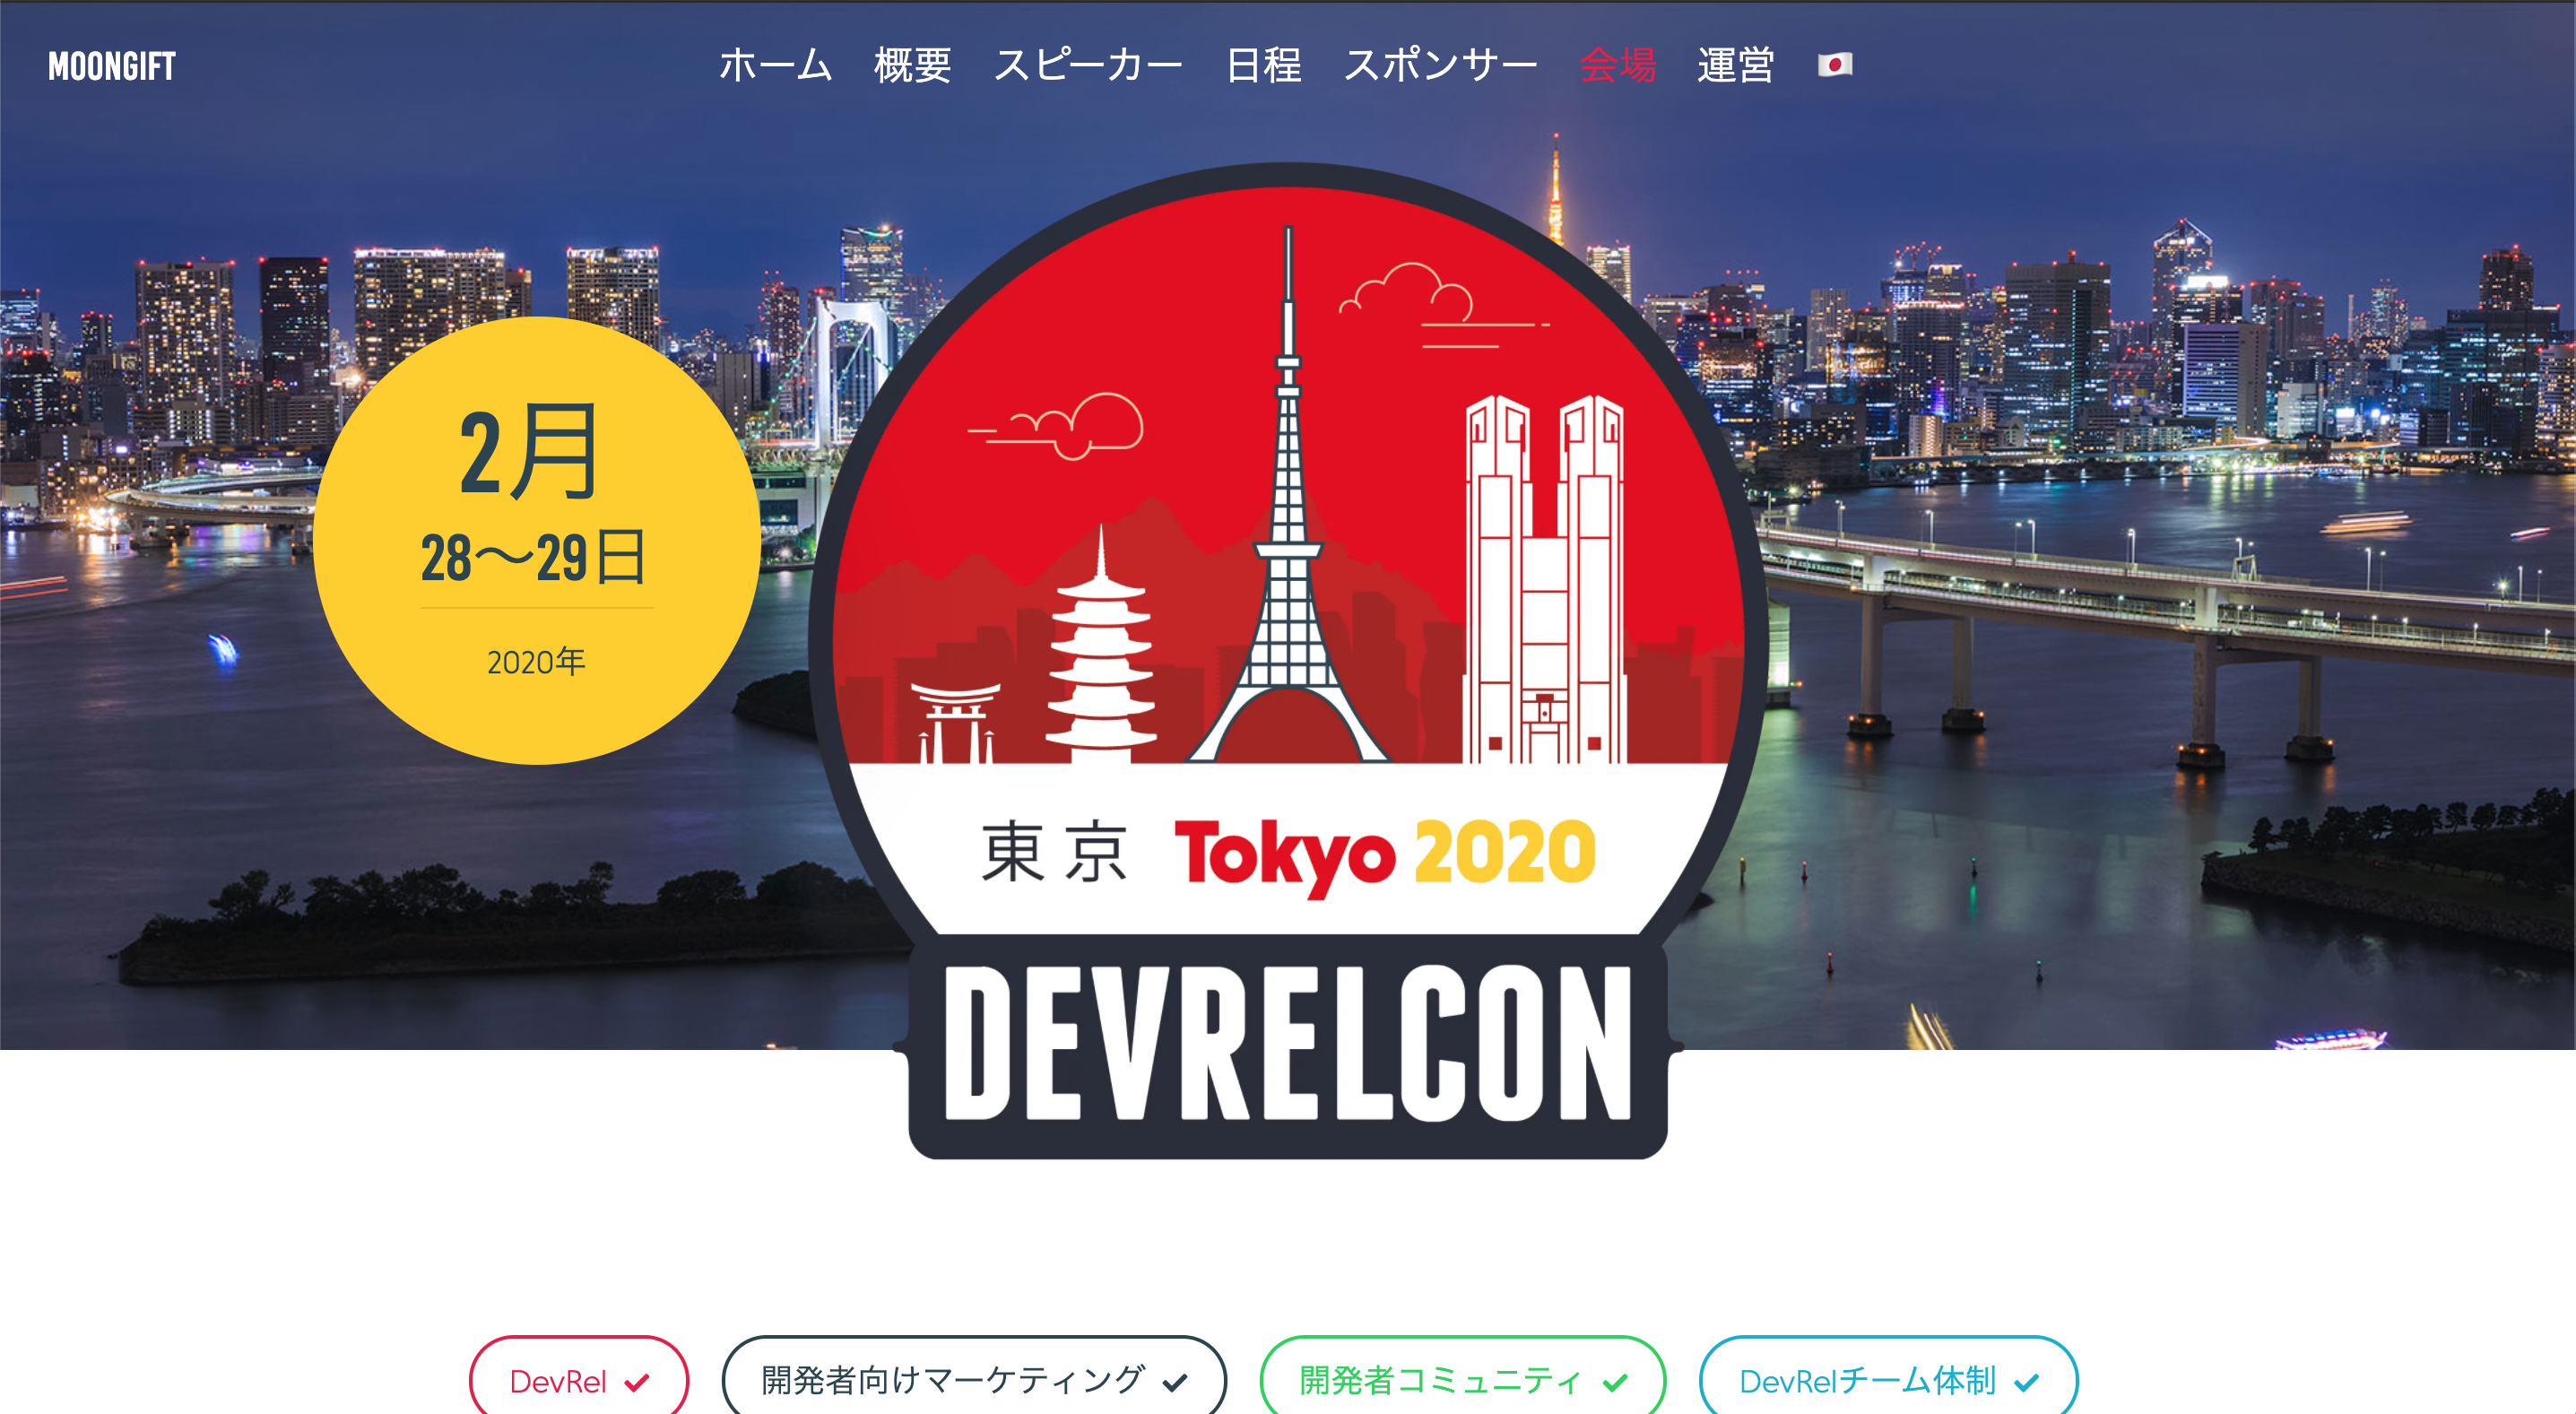 MOONGIFT
ホーム 概要 スピーカー 日程 スポンサー 会場 運営
2月
28〜29日
2020年
東京 Tokyo 2020
DEVRELCON
DevRel
開発者向けマーケティング
開発者コミュニティ
DevRelチーム体制